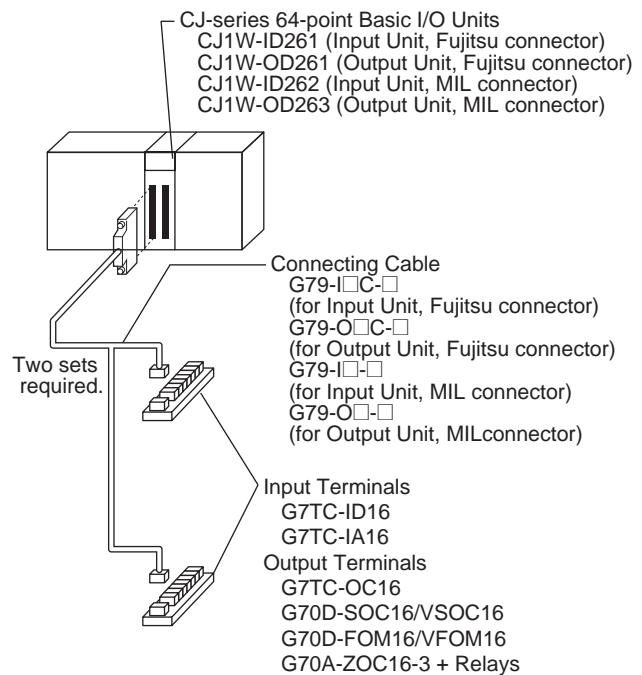 CJ-series 64-point Basic I/O Units
CJ1W-ID261 (Input Unit, Fujitsu connector)
CJ1W-OD261 (Output Unit, Fujitsu connector)
CJ1W-ID262 (Input Unit, MIL connector)
CJ1W-OD263 (Output Unit, MIL connector)
Connecting Cable
G79-I□C-□
(for Input Unit, Fujitsu connector)
G79-O□C-□
(for Output Unit, Fujitsu connector)
G79-I□-□
(for Input Unit, MIL connector)
G79-O□-□
(for Output Unit, MILconnector)
Two sets
required.
Input Terminals
G7TC-ID16
G7TC-IA16
Output Terminals
G7TC-OC16
G70D-SOC16/VSOC16
G70D-FOM16/VFOM16
G70A-ZOC16-3 + Relays